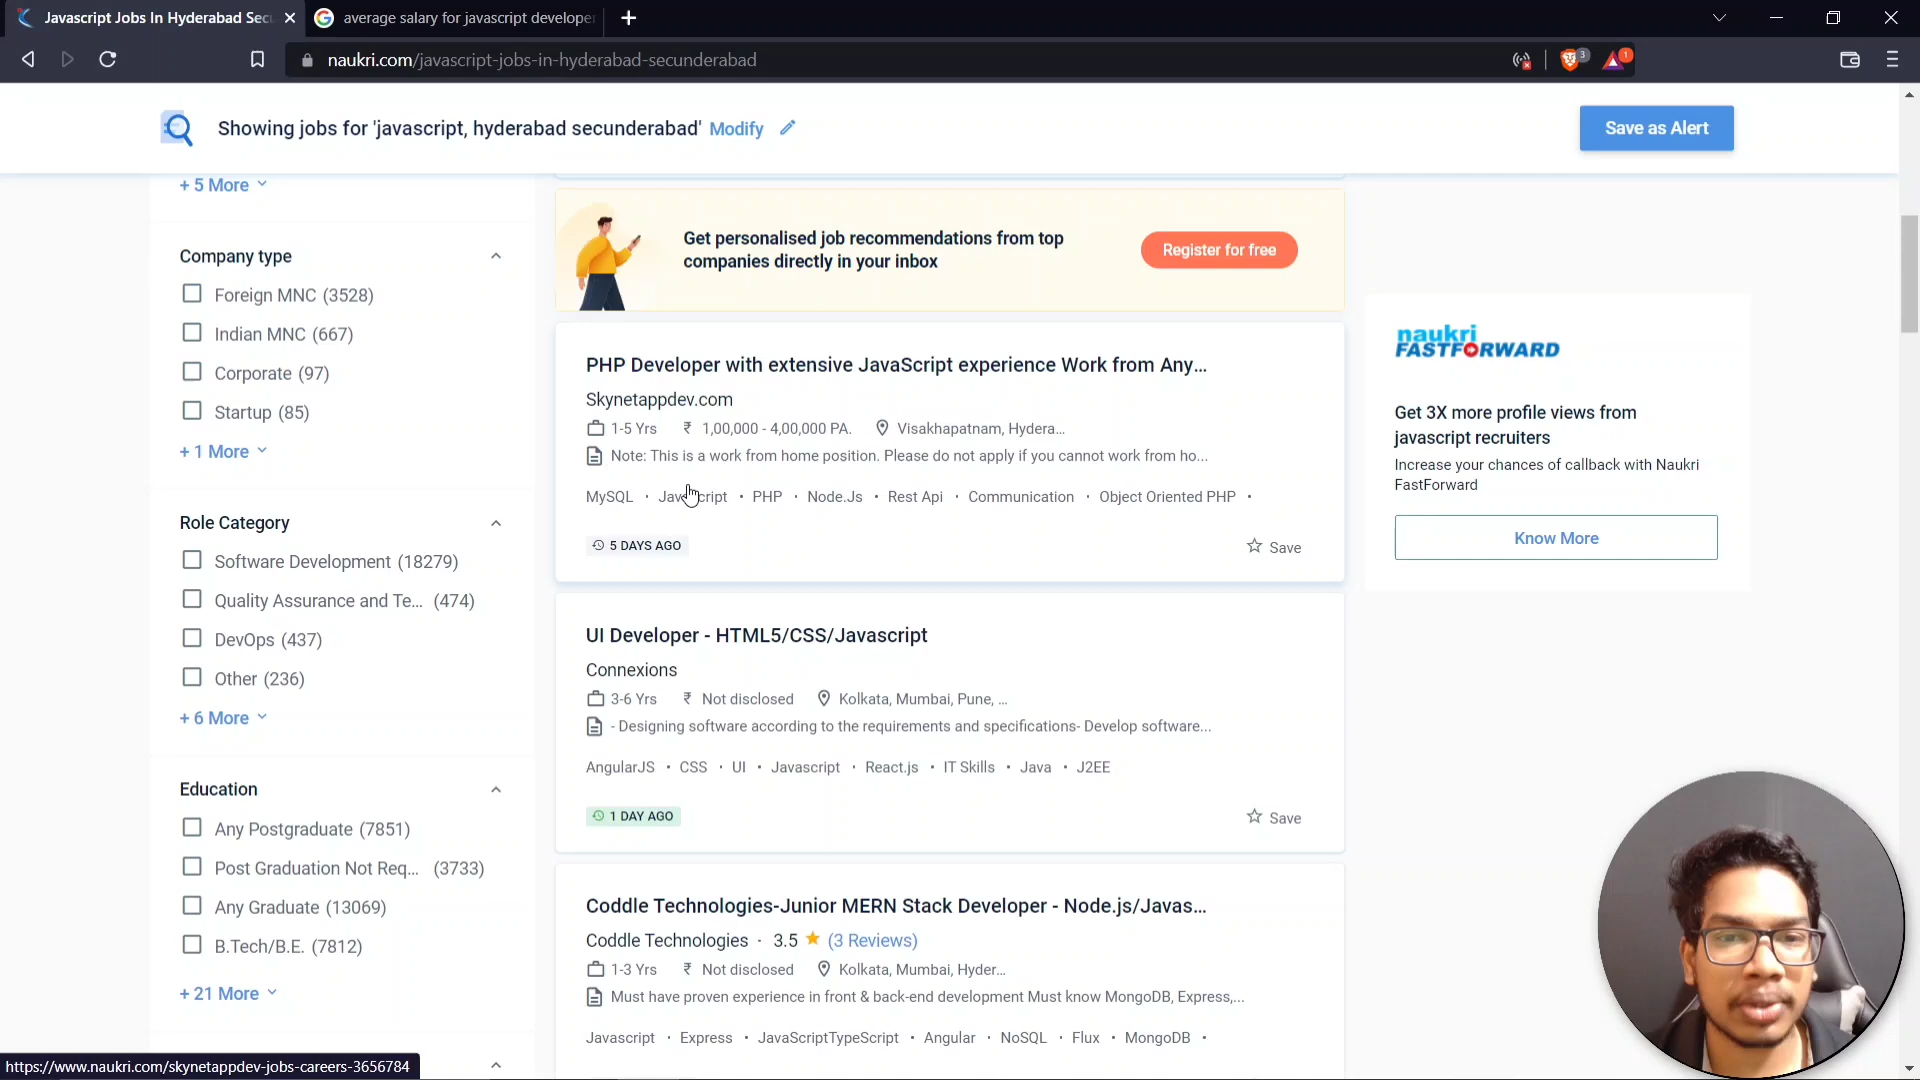 Javascript Jobs In Hyderabad Sec
average salary for javascript develope
naukri.com/javascript-jobs-in-hyderabad-secunderabad
3
1
Showing jobs for 'javascript, hyderabad secunderabad' Modify
Save as Alert
+ 5 More
Company type
Foreign MNC (3528)
Indian MNC (667)
Corporate (97)
Startup (85)
+ 1 More
Role Category
Software Development (18279)
Quality Assurance and Te... (474)
DevOps (437)
Other (236)
+ 6 More
Education
Any Postgraduate (7851)
Post Graduation Not Req... (3733)
Any Graduate (13069)
B.Tech/B.E. (7812)
+ 21 More
Get personalised job recommendations from top
companies directly in your inbox
Register for free
PHP Developer with extensive JavaScript experience Work from Any...
Skynetappdev.com
1-5 Yrs ₹ 1,00,000 - 4,00,000 PA. Visakhapatnam, Hydera...
Note: This is a work from home position. Please do not apply if you cannot work from ho...
MySQL · Javascript · PHP · Node.Js · Rest Api · Communication · Object Oriented PHP ·
5 DAYS AGO
Save
UI Developer - HTML5/CSS/Javascript
Connexions
3-6 Yrs ₹ Not disclosed Kolkata, Mumbai, Pune, ...
- Designing software according to the requirements and specifications- Develop software...
AngularJS · CSS · UI · Javascript · React.js · IT Skills · Java · J2EE
1 DAY AGO
Save
Coddle Technologies-Junior MERN Stack Developer - Node.js/Javas...
Coddle Technologies · 3.5 ★ (3 Reviews)
1-3 Yrs ₹ Not disclosed Kolkata, Mumbai, Hyder...
Must have proven experience in front & back-end development Must know MongoDB, Express,...
Javascript · Express · JavaScriptTypeScript · Angular · NoSQL · Flux · MongoDB ·
naukri
FASTFORWARD
Get 3X more profile views from
javascript recruiters
Increase your chances of callback with Naukri
FastForward
Know More
https://www.naukri.com/skynetappdev-jobs-careers-3656784